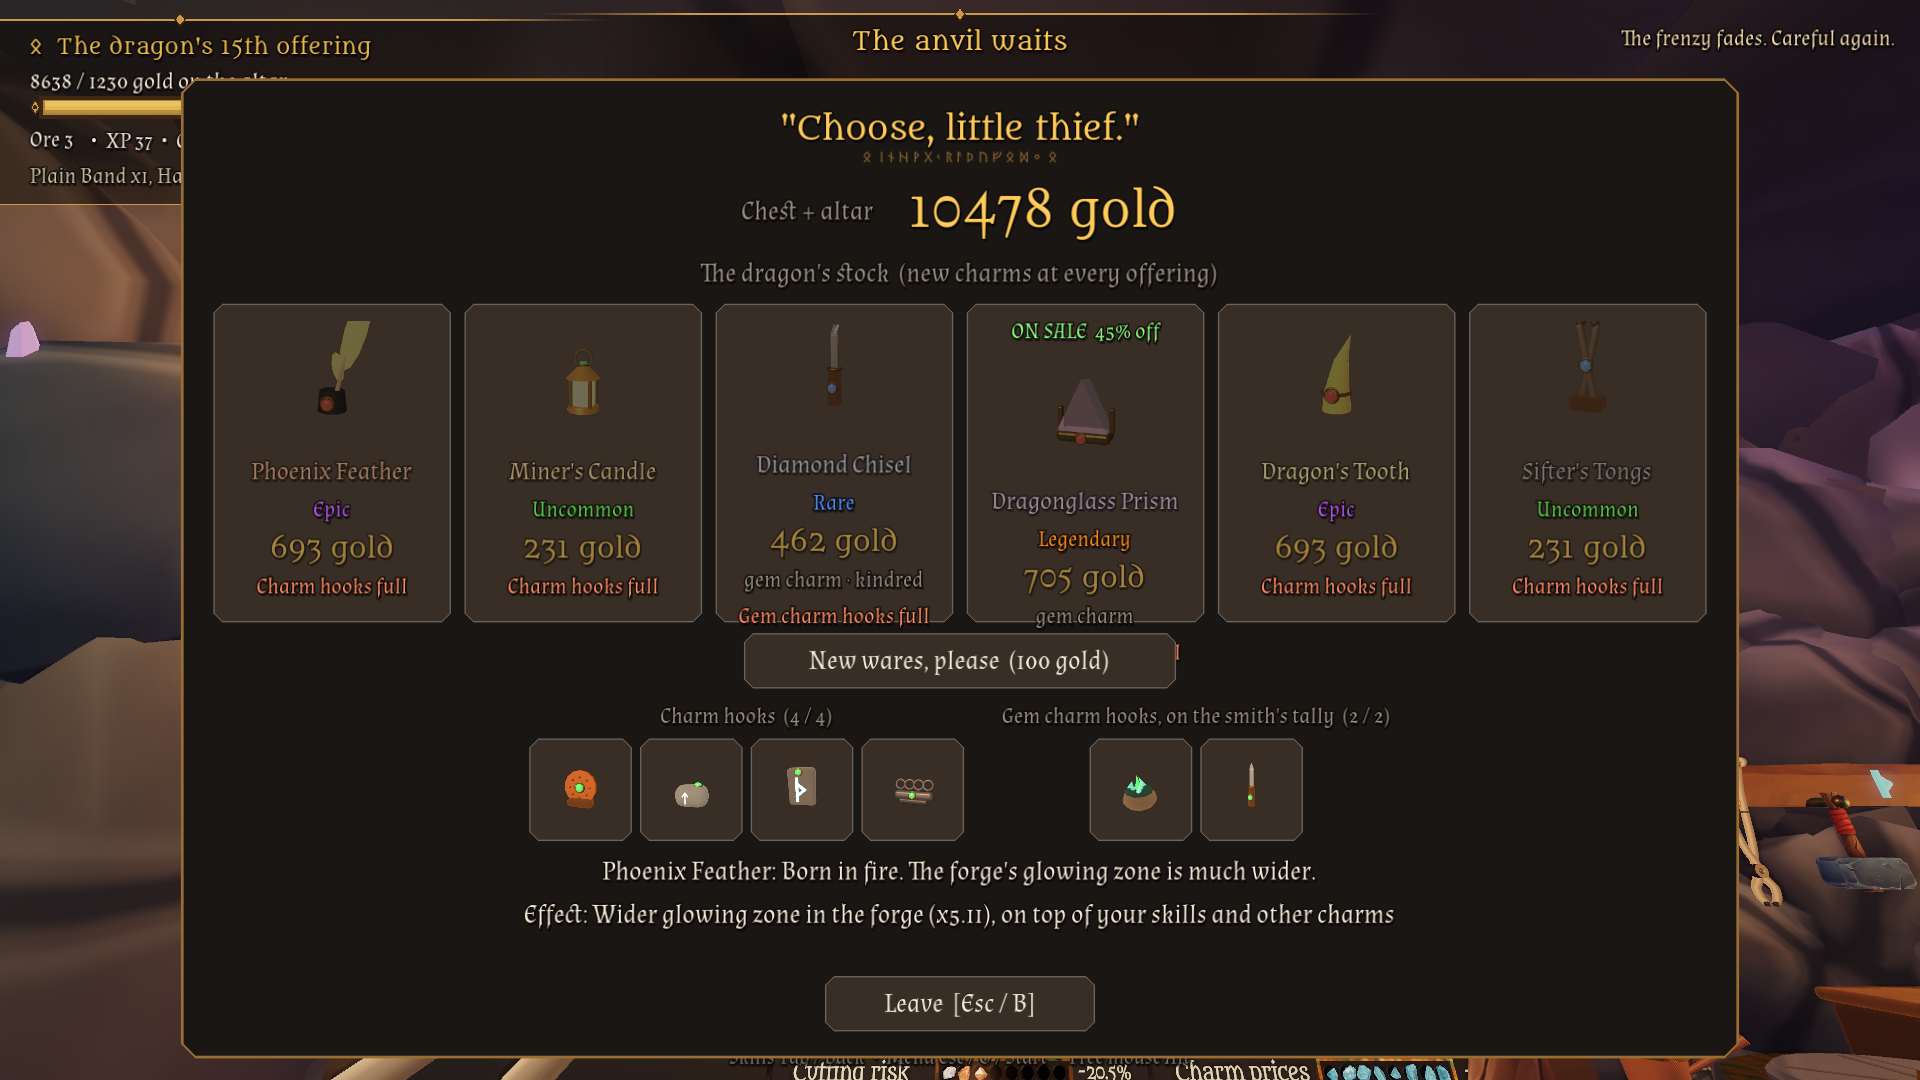 The dragon's 15th offering
8638 / 1230 gold on the altar
Ore 3 • XP 37 •
Plain Band x1, Ha
The anvil waits
The frenzy fades. Careful again.
"Choose, little thief."
Chest + altar 10478 gold
The dragon's stock (new charms at every offering)
Phoenix Feather
Epic
693 gold
Charm hooks full
Miner's Candle
Uncommon
231 gold
Charm hooks full
Diamond Chisel
Rare
462 gold
gem charm · kindred
Gem charm hooks full
ON SALE 45% off
Dragonglass Prism
Legendary
705 gold
gem charm
Dragon's Tooth
Epic
693 gold
Charm hooks full
Sifter's Tongs
Uncommon
231 gold
Charm hooks full
New wares, please (100 gold)
Charm hooks (4 / 4)
Gem charm hooks, on the smith's tally (2 / 2)
Phoenix Feather: Born in fire. The forge's glowing zone is much wider.
Effect: Wider glowing zone in the forge (x5.11), on top of your skills and other charms
Leave [Esc / B]
Cutting risk -20.5%
Charm prices